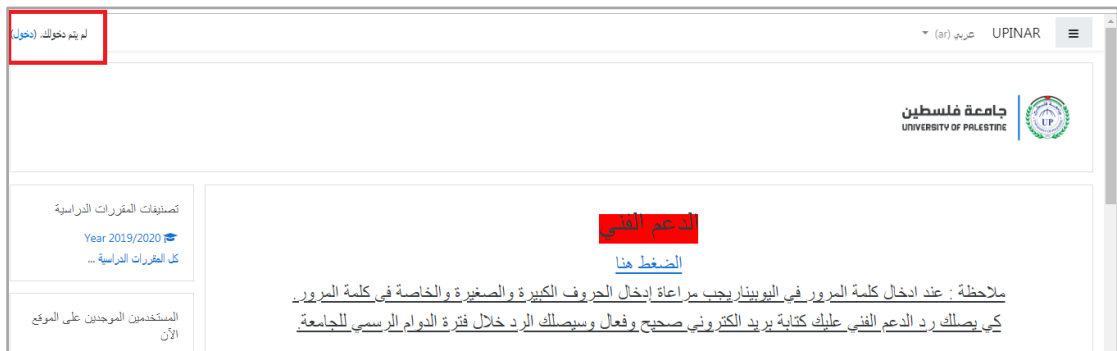 UPINAR عربي ‎(ar)‎ لم يتم دخولك. (دخول)
جامعة فلسطين
UNIVERSITY OF PALESTINE
UP
الدعم الفني
الضغط هنا
ملاحظة : عند ادخال كلمة المرور في اليوبيناريجب مراعاة إدخال الحروف الكبيرة والصغيرة والخاصة فى كلمة المرور.
كي يصلك رد الدعم الفني عليك كتابة بريد الكتروني صحيح وفعال وسيصلك الرد خلال فترة الدوام الرسمي للجامعة.
تصنيفات المقررات الدراسية
Year 2019/2020
كل المقررات الدراسية ...
المستخدمين الموجدين على الموقع
الآن